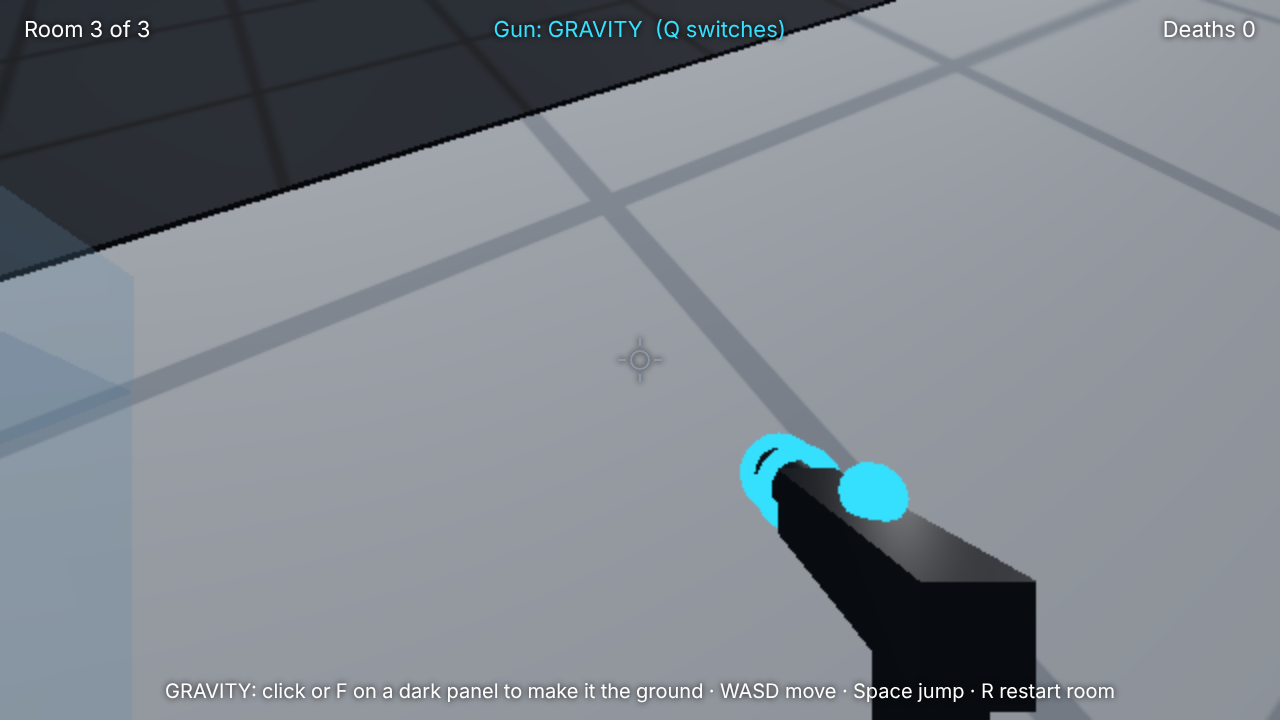 Room 3 of 3
Gun: GRAVITY (Q switches)
Deaths 0
GRAVITY: click or F on a dark panel to make it the ground · WASD move · Space jump · R restart room